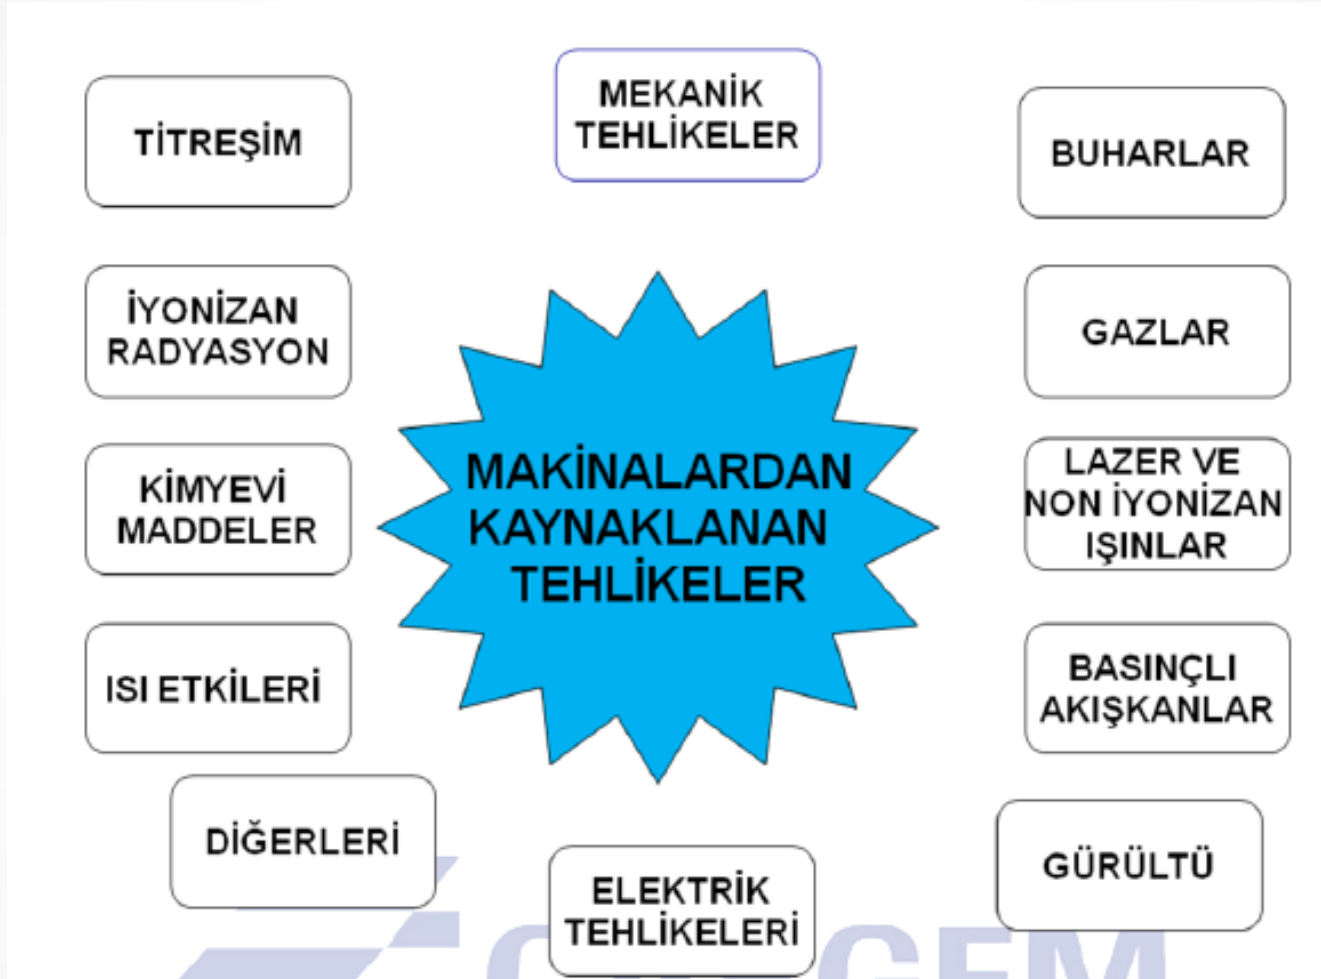 MEKANİK
TEHLİKELER
TİTREŞİM
BUHARLAR
İYONİZAN
RADYASYON
GAZLAR
KİMYEVİ
MADDELER
LAZER VE
NON İYONİZAN
IŞINLAR
MAKİNALARDAN
KAYNAKLANAN
TEHLİKELER
ISI ETKİLERİ
BASINÇLI
AKIŞKANLAR
DİĞERLERİ
GÜRÜLTÜ
ELEKTRİK
TEHLİKELERİ